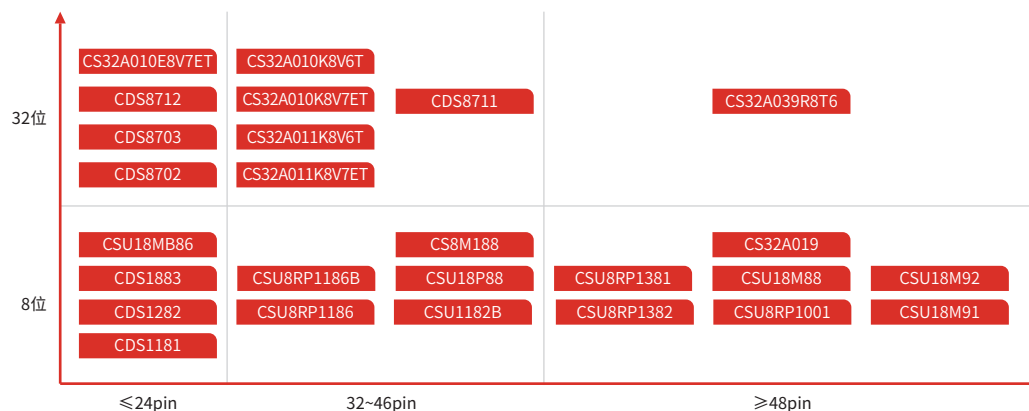 32位
CS32A010E8V7ET
CDS8712
CDS8703
CDS8702
CS32A010K8V6T
CS32A010K8V7ET
CS32A011K8V6T
CS32A011K8V7ET
CDS8711
CS32A039R8T6
8位
CSU18MB86
CDS1883
CDS1282
CDS1181
CSU8RP1186B
CSU8RP1186
CS8M188
CSU18P88
CSU1182B
CSU8RP1381
CSU8RP1382
CS32A019
CSU18M88
CSU8RP1001
CSU18M92
CSU18M91
≤24pin
32~46pin
≥48pin